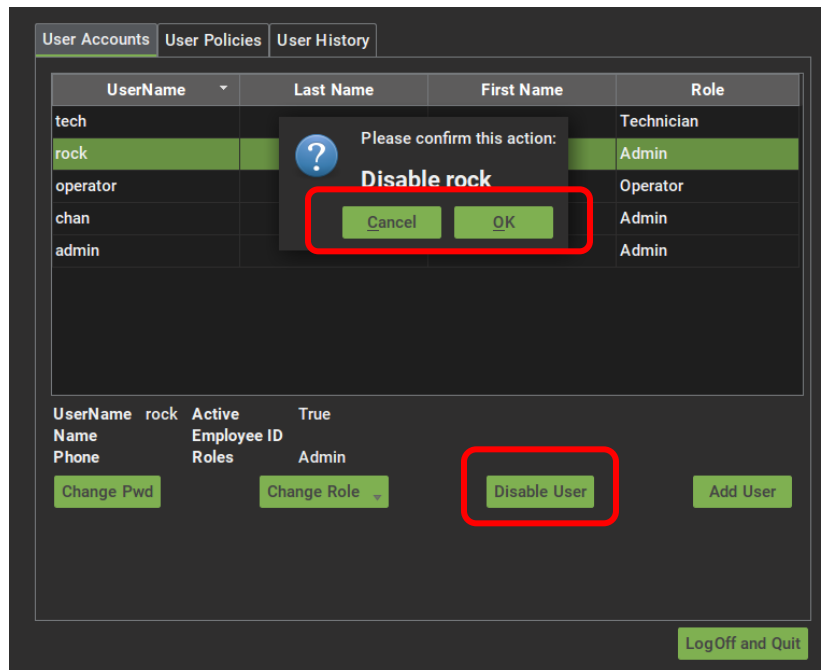 User Accounts User Policies User History
UserName Last Name First Name Role
tech Technician
Please confirm this action:
rock Admin
Disable rock
operator Operator
chan Admin
Cancel OK
admin Admin
UserName rock Active True
Name Employee ID
Phone Roles Admin
Change Pwd Change Role Disable User Add User
LogOff and Quit